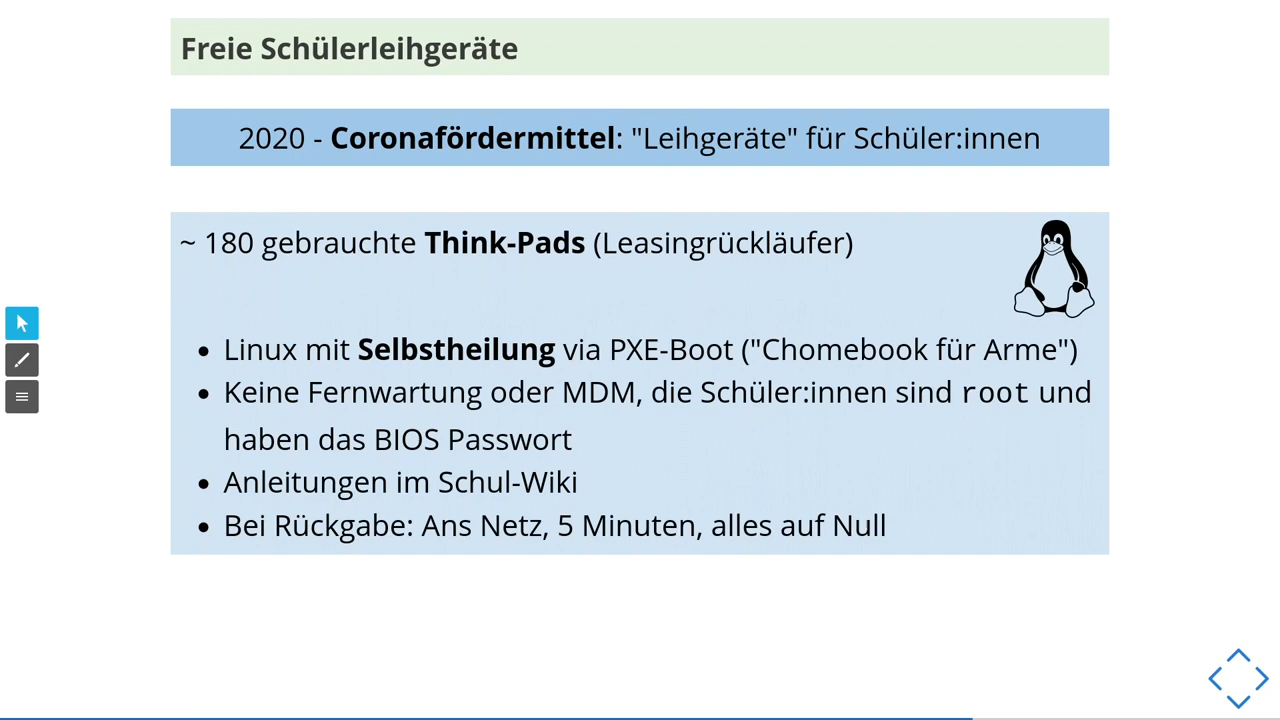 Freie Schülerleihgeräte
2020 - Coronafördermittel: "Leihgeräte" für Schüler:innen
~ 180 gebrauchte Think-Pads (Leasingrückläufer)
• Linux mit Selbstheilung via PXE-Boot ("Chomebook für Arme")
• Keine Fernwartung oder MDM, die Schüler:innen sind root und
haben das BIOS Passwort
• Anleitungen im Schul-Wiki
• Bei Rückgabe: Ans Netz, 5 Minuten, alles auf Null